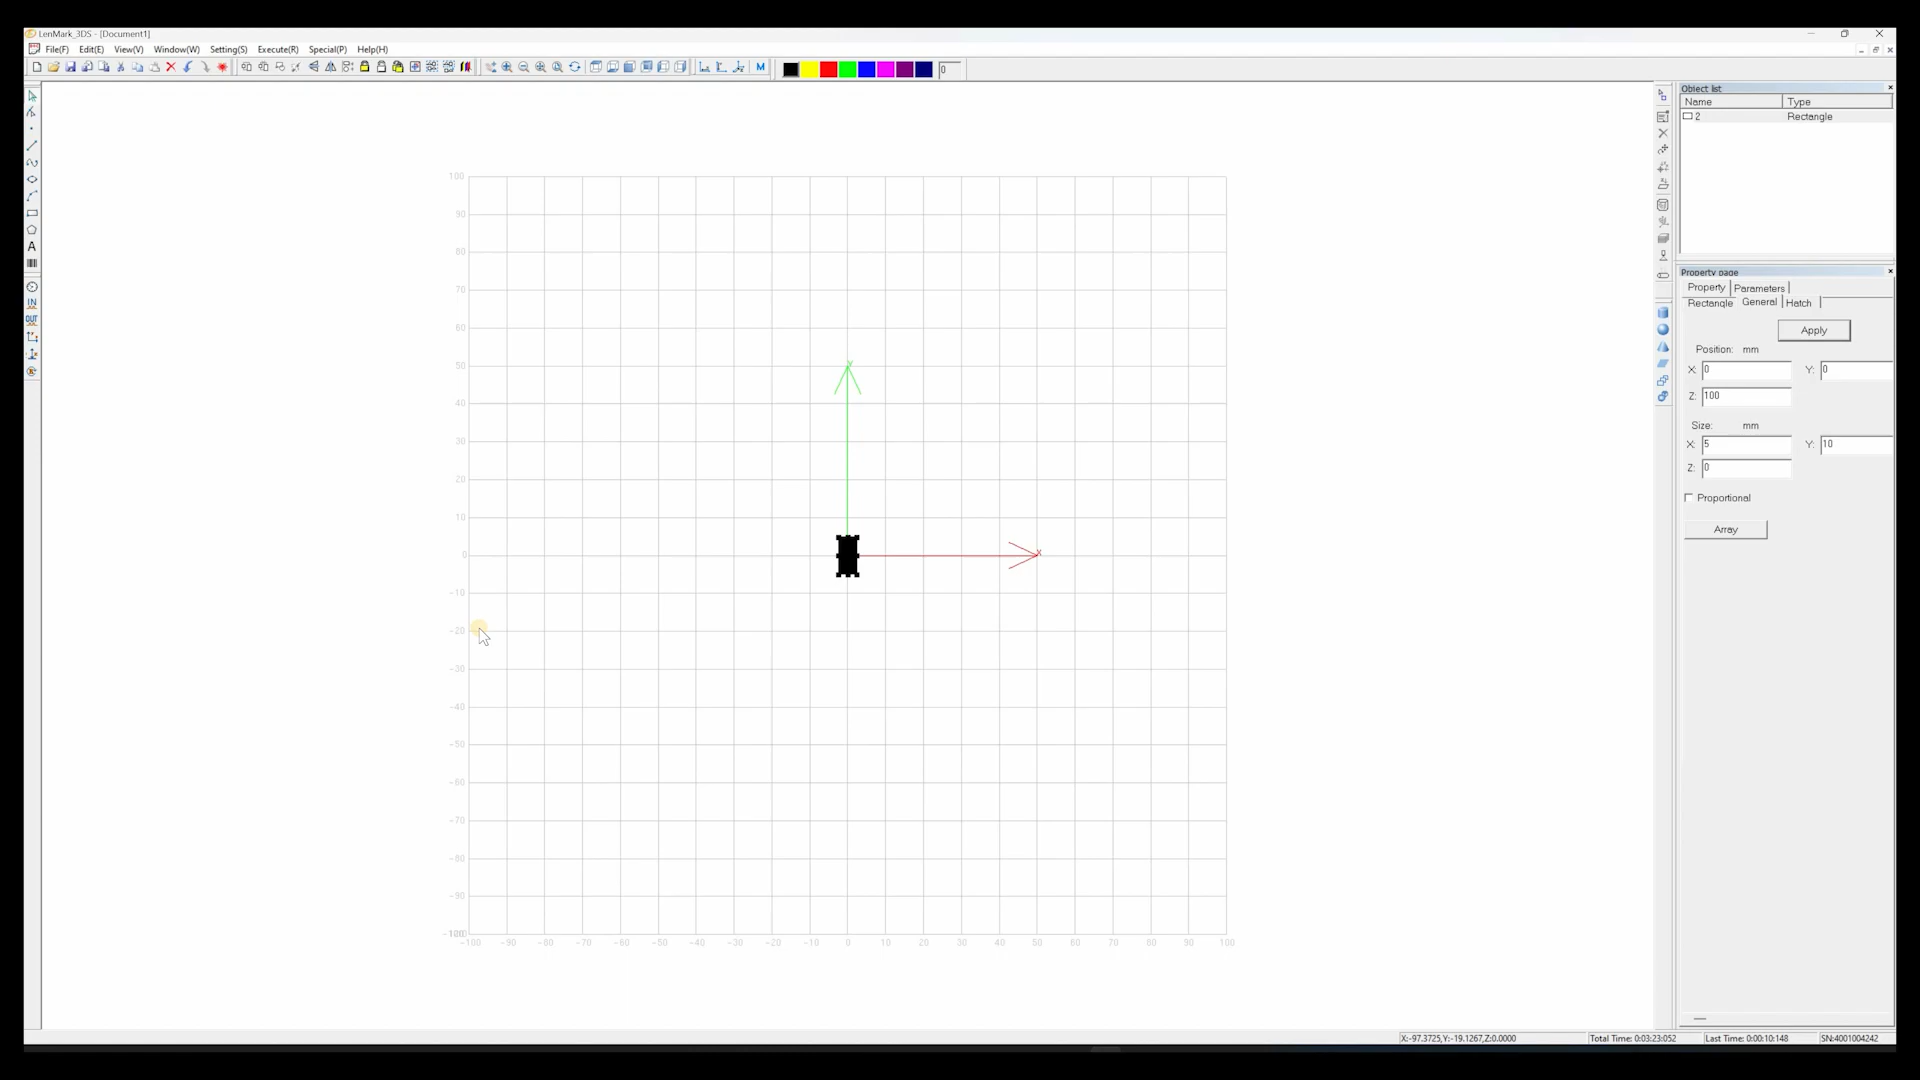 LenMark_3DS - [Document1]
File(F) Edit(E) View(V) Window(W) Setting(S) Execute(R) Special(P) Help(H)
M 0
A
IN
OUT
100
90
80
70
60
50
40
30
20
10
0
-10
-20
-30
-40
-50
-60
-70
-80
-90
-100 -90 -80 -70 -60 -50 -40 -30 -20 -10 0 10 20 30 40 50 60 70 80 90 100
Y
X
Object list
Name Type
2 Rectangle
Property page
Property Parameters
Rectangle General Hatch
Apply
Position: mm
X: 0 Y: 0
Z: 100
Size: mm
X: 5 Y: 10
Z: 0
Proportional
Array
X:-97.3725,Y:-19.1267,Z:0.0000 Total Time: 0:03:23:052 Last Time: 0:00:10:148 SN:4001004242